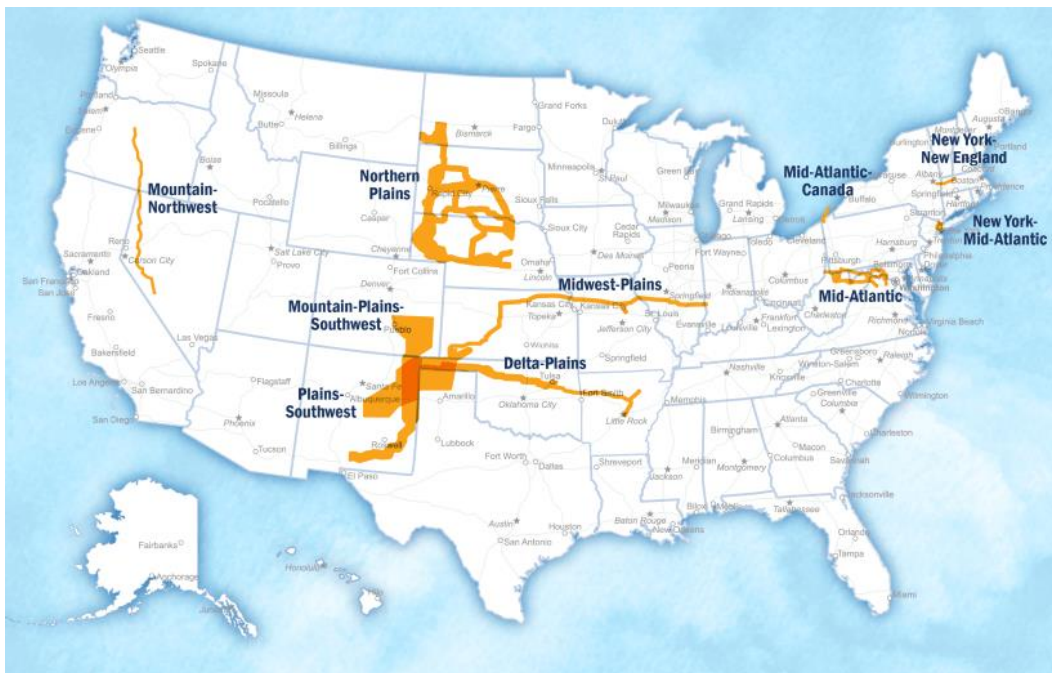 Seattle
Olympia
Spokane
Portland
Salem
Eugene
Missoula
Helena
Butte
Billings
Boise
Pocatello
Grand Forks
Bismarck
Fargo
Minneapolis
St Paul
Sioux Falls
Pierre
Rapid City
Casper
Cheyenne
Fort Collins
Salt Lake City
Provo
Reno
Carson City
Sacramento
Oakland
San Francisco
San Jose
Fresno
Las Vegas
Bakersfield
Los Angeles
San Bernardino
San Diego
Mountain-
Northwest
Northern
Plains
Mountain-Plains-
Southwest
Plains-
Southwest
Delta-Plains
Midwest-Plains
Mid-Atlantic-
Canada
New York-
New England
New York-
Mid-Atlantic
Mid-Atlantic
Denver
Pueblo
Flagstaff
Phoenix
Tucson
Santa Fe
Albuquerque
Roswell
El Paso
Amarillo
Lubbock
Fort Worth
Dallas
Austin
San Antonio
Houston
Oklahoma City
Tulsa
Wichita
Topeka
Kansas City
Kansas City
Jefferson City
St. Louis
Springfield
Fort Smith
Little Rock
Shreveport
Baton Rouge
New Orleans
Jackson
Meridian
Memphis
Nashville
Knoxville
Birmingham
Montgomery
Columbus
Atlanta
Macon
Savannah
Charleston
Columbia
Greenville
Charlotte
Winston-Salem
Greensboro
Raleigh
Wilmington
Tallahassee
Jacksonville
Orlando
Tampa
Miami
Sioux City
Omaha
Lincoln
Des Moines
Cedar
Rapids
Madison
Milwaukee
Green Bay
Grand Rapids
Lansing
Peoria
Springfield
Fort Wayne
Indianapolis
Toledo
Cleveland
Columbus
Evansville
Louisville
Frankfort
Lexington
Charleston
Pittsburgh
Harrisburg
Philadelphia
Washington
Richmond
Norfolk
Virginia Beach
Scranton
Buffalo
Albany
Springfield
Boston
Providence
Portland
Augusta
Burlington
Fairbanks
Anchorage
Juneau
Honolulu
Hilo